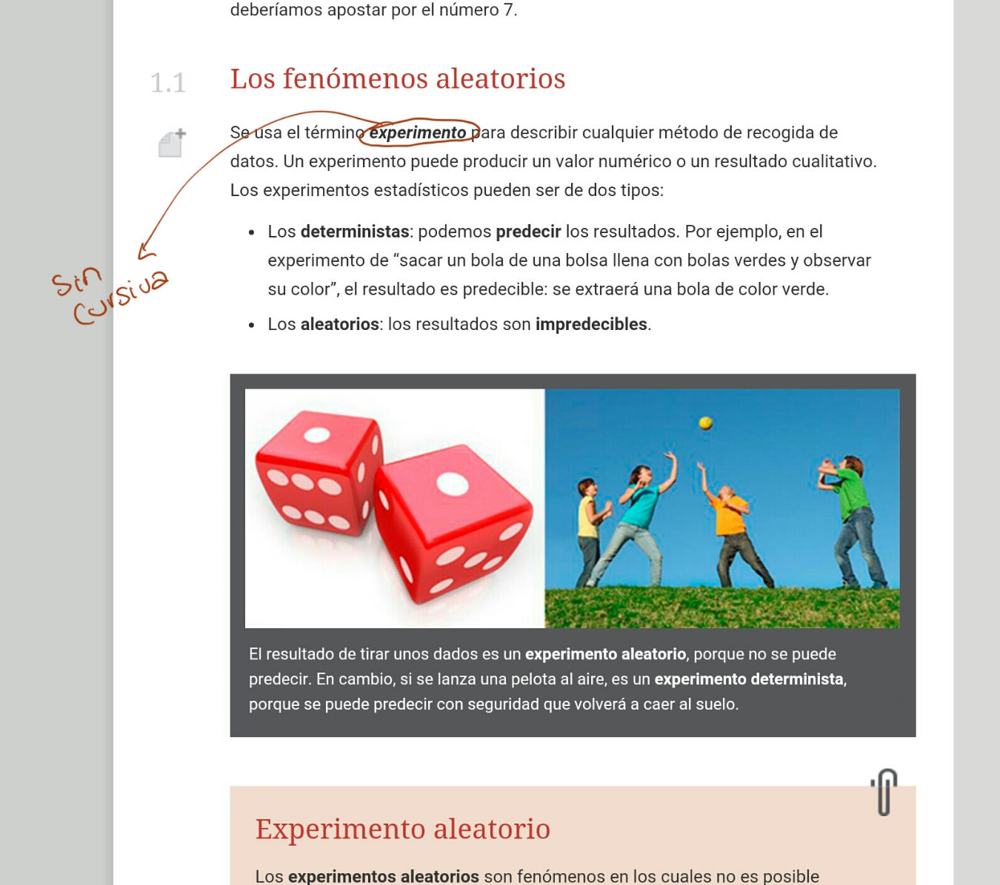 deberíamos apostar por el número 7.
1.1 Los fenómenos aleatorios
Se usa el término experimento para describir cualquier método de recogida de
datos. Un experimento puede producir un valor numérico o un resultado cualitativo.
Los experimentos estadísticos pueden ser de dos tipos:
• Los deterministas: podemos predecir los resultados. Por ejemplo, en el
experimento de “sacar un bola de una bolsa llena con bolas verdes y observar
su color”, el resultado es predecible: se extraerá una bola de color verde.
• Los aleatorios: los resultados son impredecibles.
Sin
Cursiva
El resultado de tirar unos dados es un experimento aleatorio, porque no se puede
predecir. En cambio, si se lanza una pelota al aire, es un experimento determinista,
porque se puede predecir con seguridad que volverá a caer al suelo.
Experimento aleatorio
Los experimentos aleatorios son fenómenos en los cuales no es posible